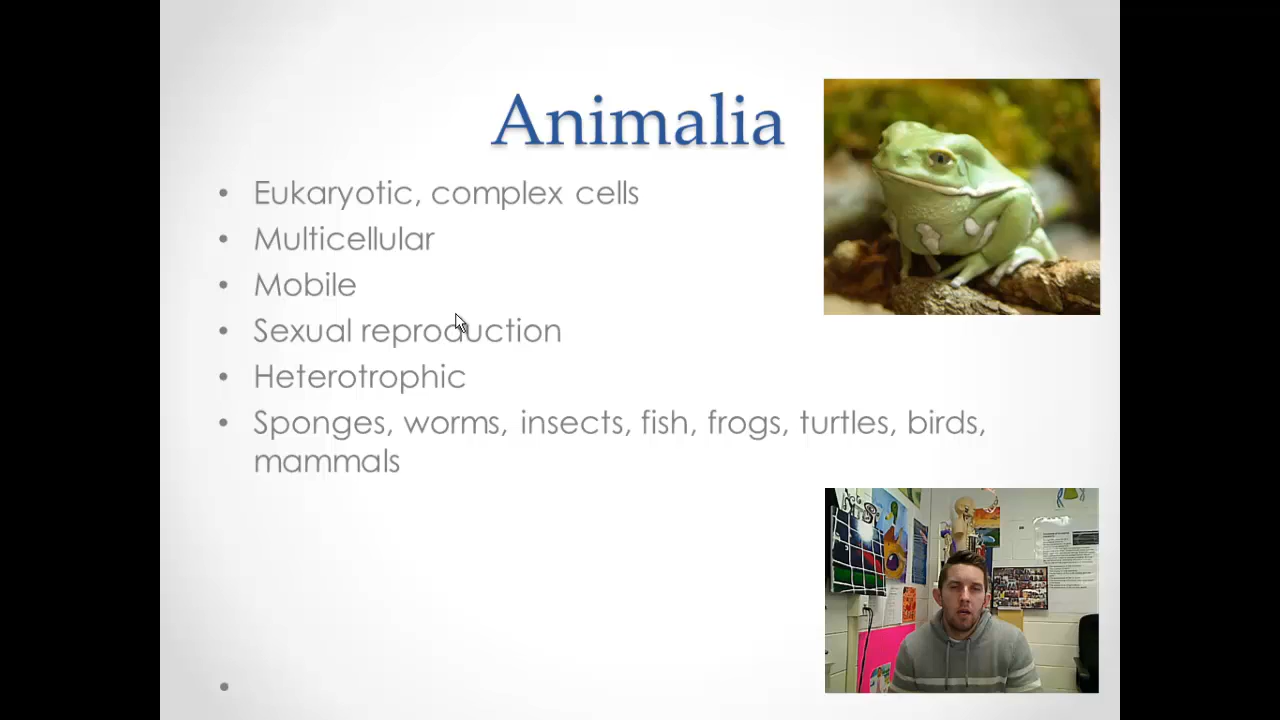 Animalia
• Eukaryotic, complex cells
• Multicellular
• Mobile
• Sexual reproduction
• Heterotrophic
• Sponges, worms, insects, fish, frogs, turtles, birds,
mammals
•